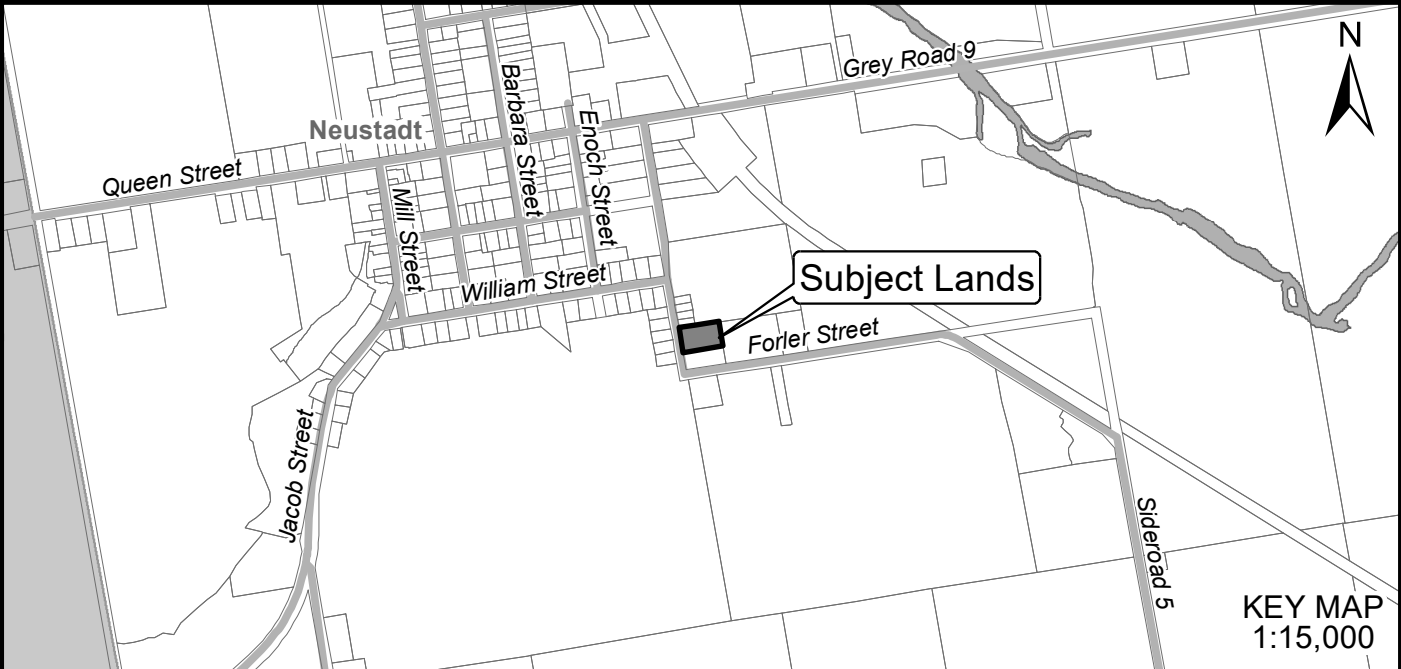 N
Grey Road 9
Barbara Street
Enoch Street
Neustadt
Queen Street
Mill Street
William Street
Subject Lands
Forler Street
Jacob Street
Sideroad 5
KEY MAP
1:15,000